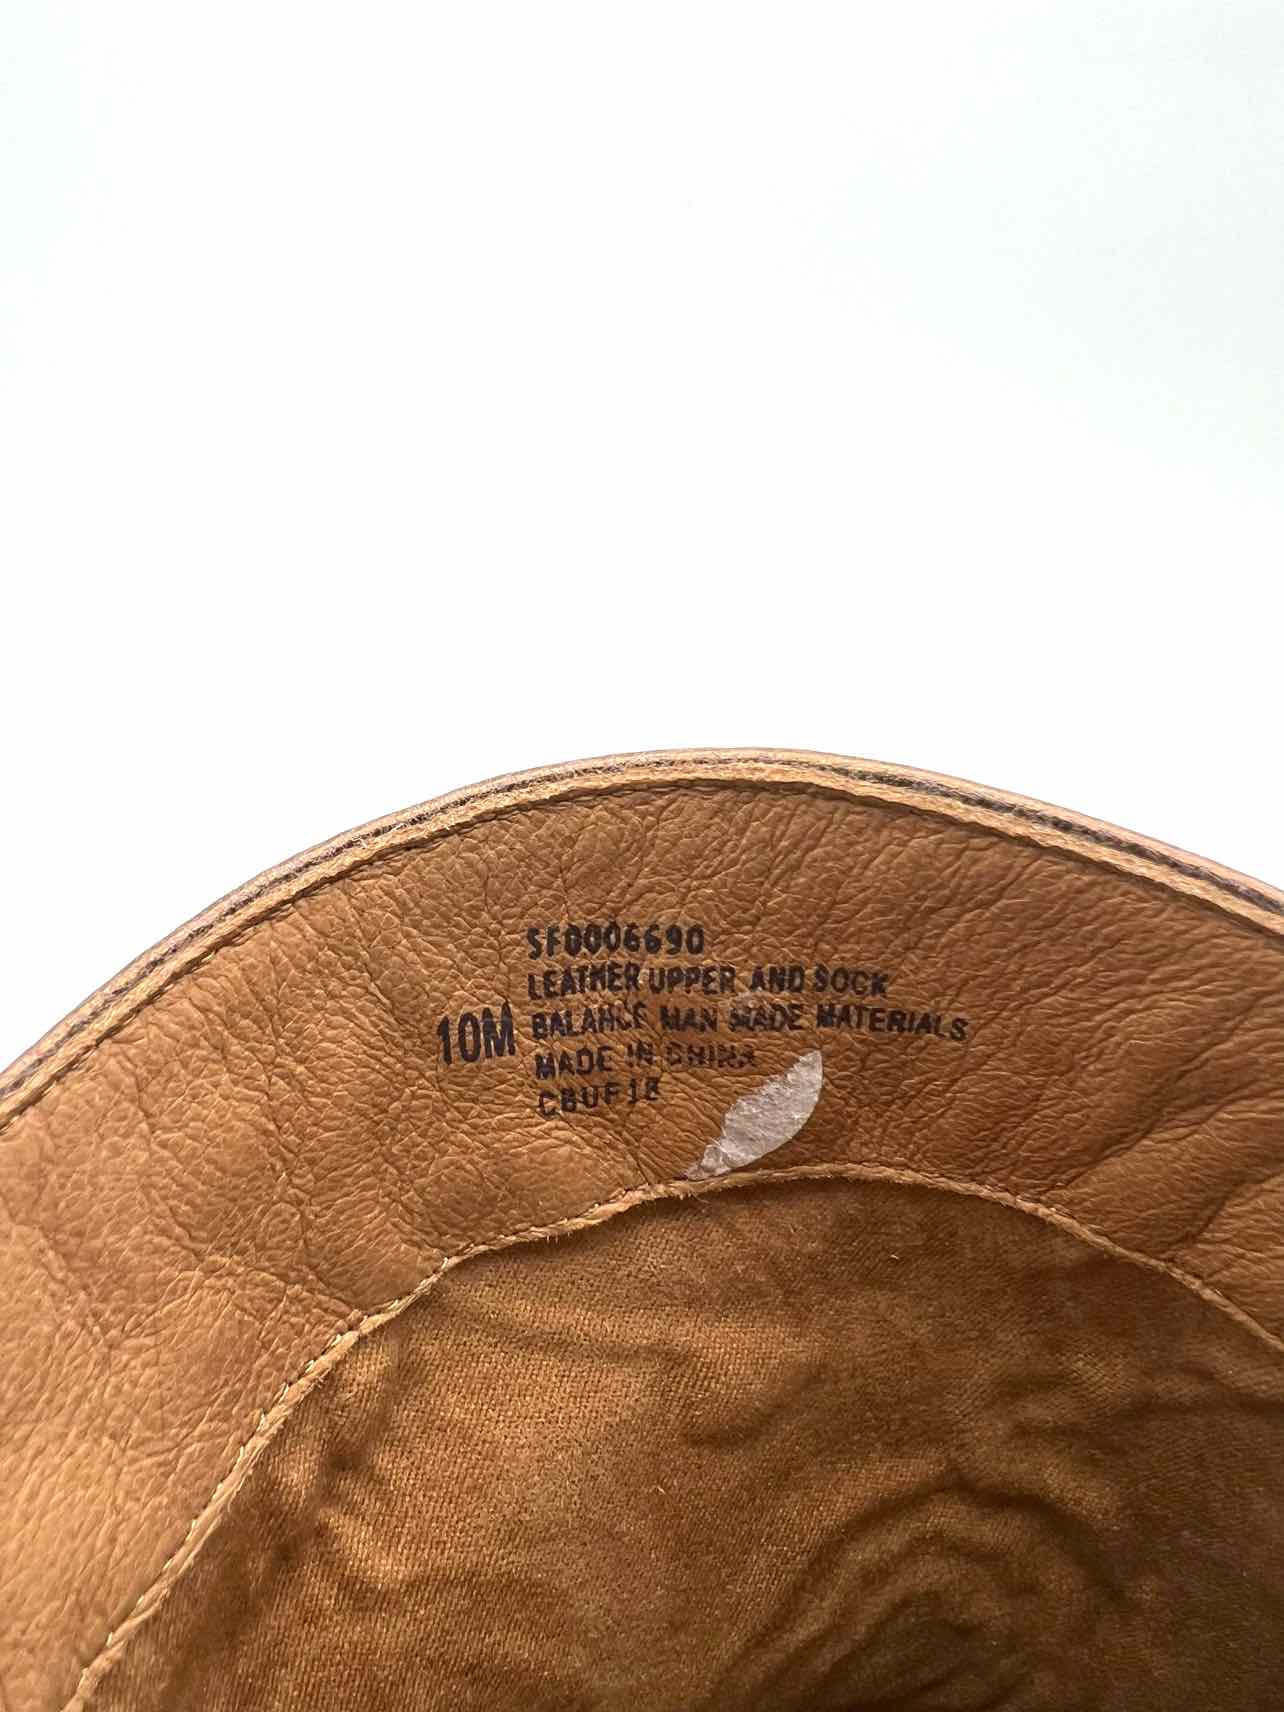 SF0006690
LEATHER UPPER AND SOCK
10M BALANCE MAN MADE MATERIALS
MADE IN CHINA
CBUF18